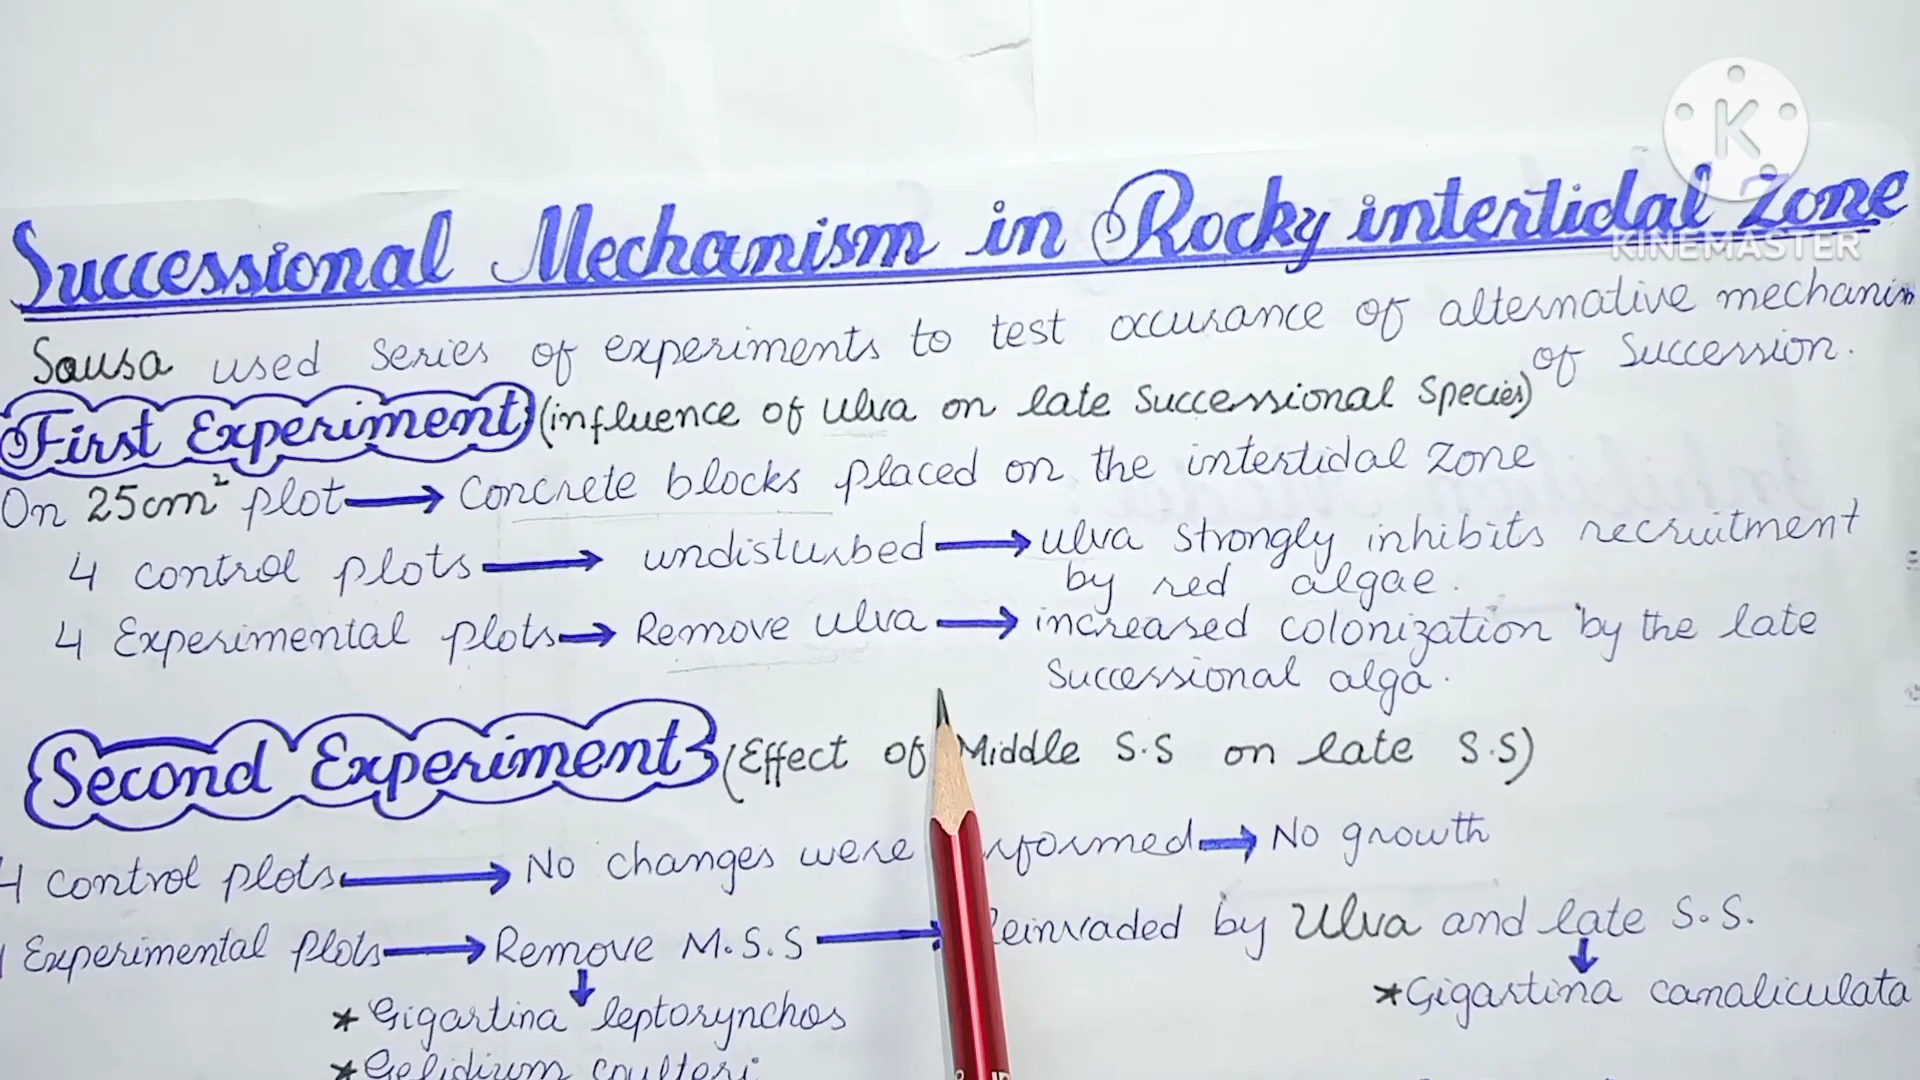 K
KINEMASTER
Successional Mechanism in Rocky intertidal Zone
Sousa used series of experiments to test occurance of alternative mechanism
of Succession.
First Experiment (influence of ulva on late Successional Species)
On 25cm² plot → Concrete blocks placed on the intertidal zone
4 control plots → undisturbed → ulva strongly inhibits recruitment
by red algae.
4 Experimental plots → Remove ulva → increased colonization by the late
Successional alga.
Second Experiment (Effect of Middle S.S on late S.S)
4 control plots → No changes were → No growth
Experimental plots → Remove M.S.S → Reinvaded by Ulva and late S.S.
* Gigartina leptorynchos
* Gigartina canaliculata
* Gelidium coulteri